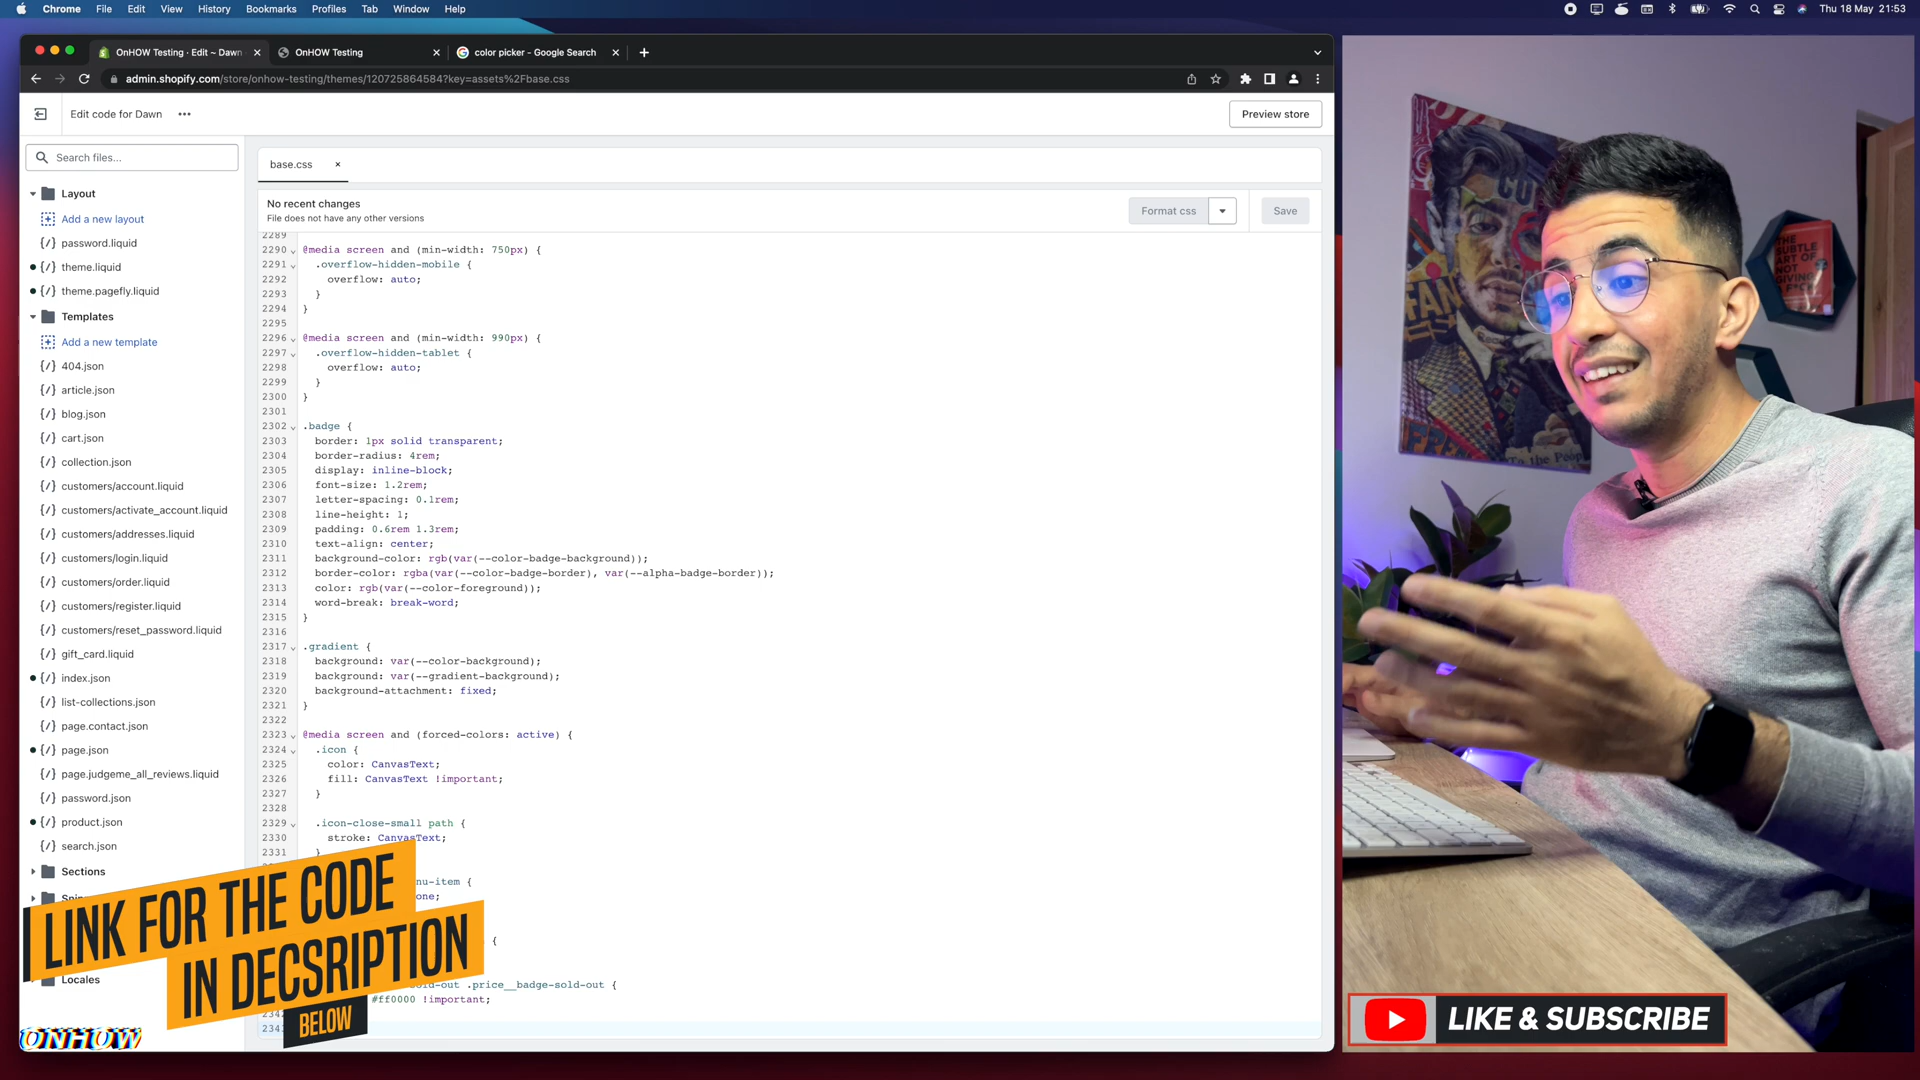 Chrome File Edit View History Bookmarks Profiles Tab Window Help
Thu 18 May 21:53
OnHOW Testing · Edit ~ Dawn
OnHOW Testing
color picker - Google Search
admin.shopify.com/store/onhow-testing/themes/120725864584?key=assets%2Fbase.css
Edit code for Dawn
Preview store
Search files...
Layout
Add a new layout
{/} password.liquid
{/} theme.liquid
{/} theme.pagefly.liquid
Templates
Add a new template
{/} 404.json
{/} article.json
{/} blog.json
{/} cart.json
{/} collection.json
{/} customers/account.liquid
{/} customers/activate_account.liquid
{/} customers/addresses.liquid
{/} customers/login.liquid
{/} customers/order.liquid
{/} customers/register.liquid
{/} customers/reset_password.liquid
{/} gift_card.liquid
{/} index.json
{/} list-collections.json
{/} page.contact.json
{/} page.json
{/} page.judgeme_all_reviews.liquid
{/} password.json
{/} product.json
{/} search.json
Sections
Locales
base.css
No recent changes
File does not have any other versions
Format css
Save
2289
2290 @media screen and (min-width: 750px) {
2291 .overflow-hidden-mobile {
2292 overflow: auto;
2293 }
2294 }
2295
2296 @media screen and (min-width: 990px) {
2297 .overflow-hidden-tablet {
2298 overflow: auto;
2299 }
2300 }
2301
2302 .badge {
2303 border: 1px solid transparent;
2304 border-radius: 4rem;
2305 display: inline-block;
2306 font-size: 1.2rem;
2307 letter-spacing: 0.1rem;
2308 line-height: 1;
2309 padding: 0.6rem 1.3rem;
2310 text-align: center;
2311 background-color: rgb(var(--color-badge-background));
2312 border-color: rgba(var(--color-badge-border), var(--alpha-badge-border));
2313 color: rgb(var(--color-foreground));
2314 word-break: break-word;
2315 }
2316
2317 .gradient {
2318 background: var(--color-background);
2319 background: var(--gradient-background);
2320 background-attachment: fixed;
2321 }
2322
2323 @media screen and (forced-colors: active) {
2324 .icon {
2325 color: CanvasText;
2326 fill: CanvasText !important;
2327 }
2328
2329 .icon-close-small path {
2330 stroke: CanvasText;
2331 }
nu-item {
one;
{
old-out .price__badge-sold-out {
#ff0000 !important;
LINK FOR THE CODE
IN DECSRIPTION
BELOW
ONHOW
THE
SUBTLE
ART OF
NOT
GIVING
to the People
LIKE & SUBSCRIBE